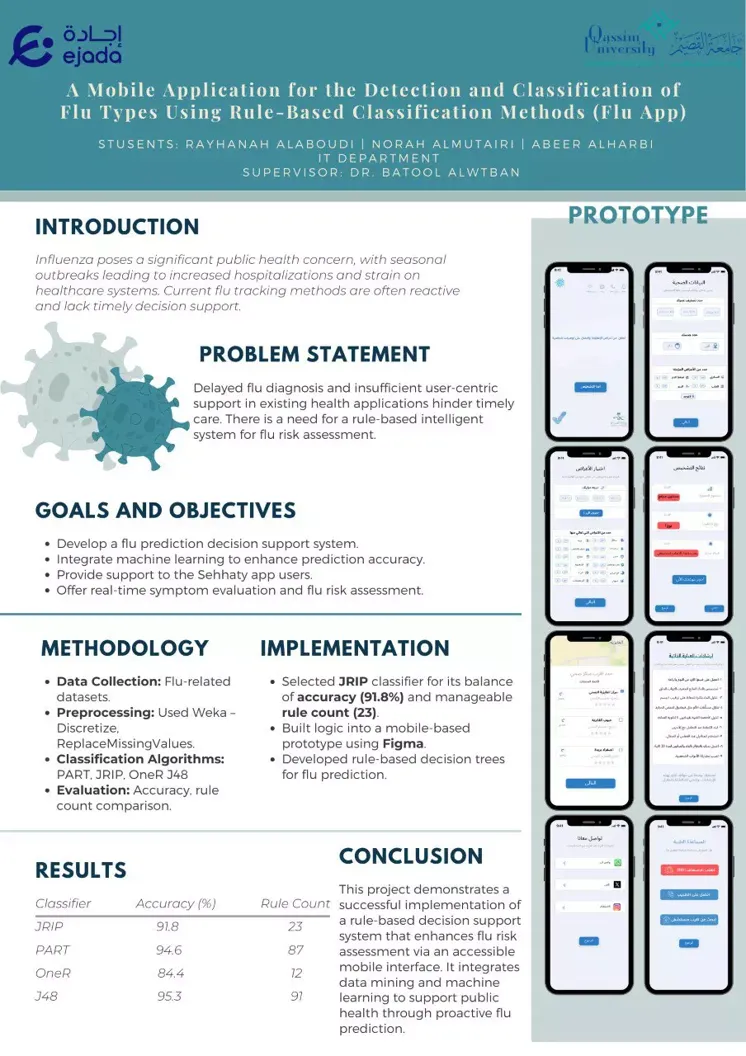 إجادة
ejada
Qassim
University
جامعة القصيم
A Mobile Application for the Detection and Classification of
Flu Types Using Rule-Based Classification Methods (Flu App)
STUSENTS: RAYHANAH ALABOUDI | NORAH ALMUTAIRI | ABEER ALHARBI
IT DEPARTMENT
SUPERVISOR: DR. BATOOL ALWTBAN
INTRODUCTION
Influenza poses a significant public health concern, with seasonal
outbreaks leading to increased hospitalizations and strain on
healthcare systems. Current flu tracking methods are often reactive
and lack timely decision support.
PROBLEM STATEMENT
Delayed flu diagnosis and insufficient user-centric
support in existing health applications hinder timely
care. There is a need for a rule-based intelligent
system for flu risk assessment.
GOALS AND OBJECTIVES
• Develop a flu prediction decision support system.
• Integrate machine learning to enhance prediction accuracy.
• Provide support to the Sehhaty app users.
• Offer real-time symptom evaluation and flu risk assessment.
METHODOLOGY
• Data Collection: Flu-related
datasets.
• Preprocessing: Used Weka –
Discretize,
ReplaceMissingValues.
• Classification Algorithms:
PART, JRIP, OneR J48
• Evaluation: Accuracy, rule
count comparison.
IMPLEMENTATION
• Selected JRIP classifier for its balance
of accuracy (91.8%) and manageable
rule count (23).
• Built logic into a mobile-based
prototype using Figma.
• Developed rule-based decision trees
for flu prediction.
RESULTS
Classifier Accuracy (%) Rule Count
JRIP 91.8 23
PART 94.6 87
OneR 84.4 12
J48 95.3 91
CONCLUSION
This project demonstrates a
successful implementation of
a rule-based decision support
system that enhances flu risk
assessment via an accessible
mobile interface. It integrates
data mining and machine
learning to support public
health through proactive flu
prediction.
PROTOTYPE
البيانات الصحية
التالي
اختيار الأعراض
التالي
نتائج التشخيص
التالي
تواصل معنا